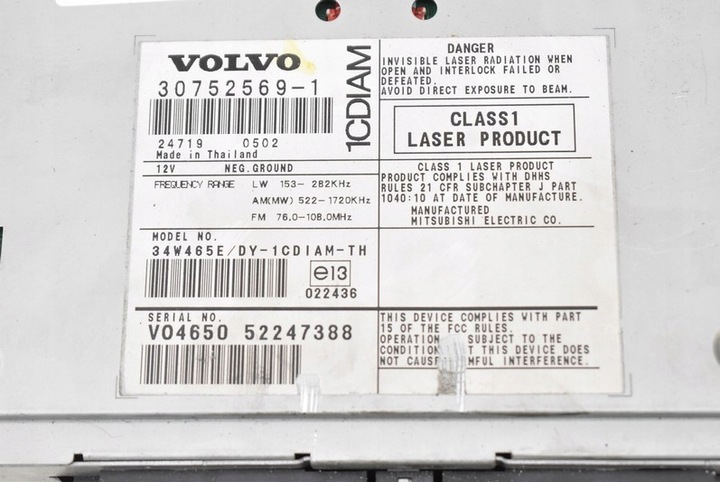 VOLVO
30752569-1
1CDIAM
24719 0502
Made in Thailand
12V NEG.GROUND
FREQUENCY RANGE LW 153-282KHz
AM(MW) 522-1720KHz
FM 76.0-108.0MHz
MODEL NO.
34W465E/DY-1CDIAM-TH
e13
022436
SERIAL NO.
VO4650 52247388
DANGER
INVISIBLE LASER RADIATION WHEN
OPEN AND INTERLOCK FAILED OR
DEFEATED.
AVOID DIRECT EXPOSURE TO BEAM.
CLASS1
LASER PRODUCT
CLASS 1 LASER PRODUCT
PRODUCT COMPLIES WITH DHHS
RULES 21 CFR SUBCHAPTER J PART
1040:10 AT DATE OF MANUFACTURE.
MANUFACTURED
MITSUBISHI ELECTRIC CO.
THIS DEVICE COMPLIES WITH PART
15 OF THE FCC RULES.
OPERATION SUBJECT TO THE
CONDITION THIS DEVICE DOES
NOT INTERFERENCE.